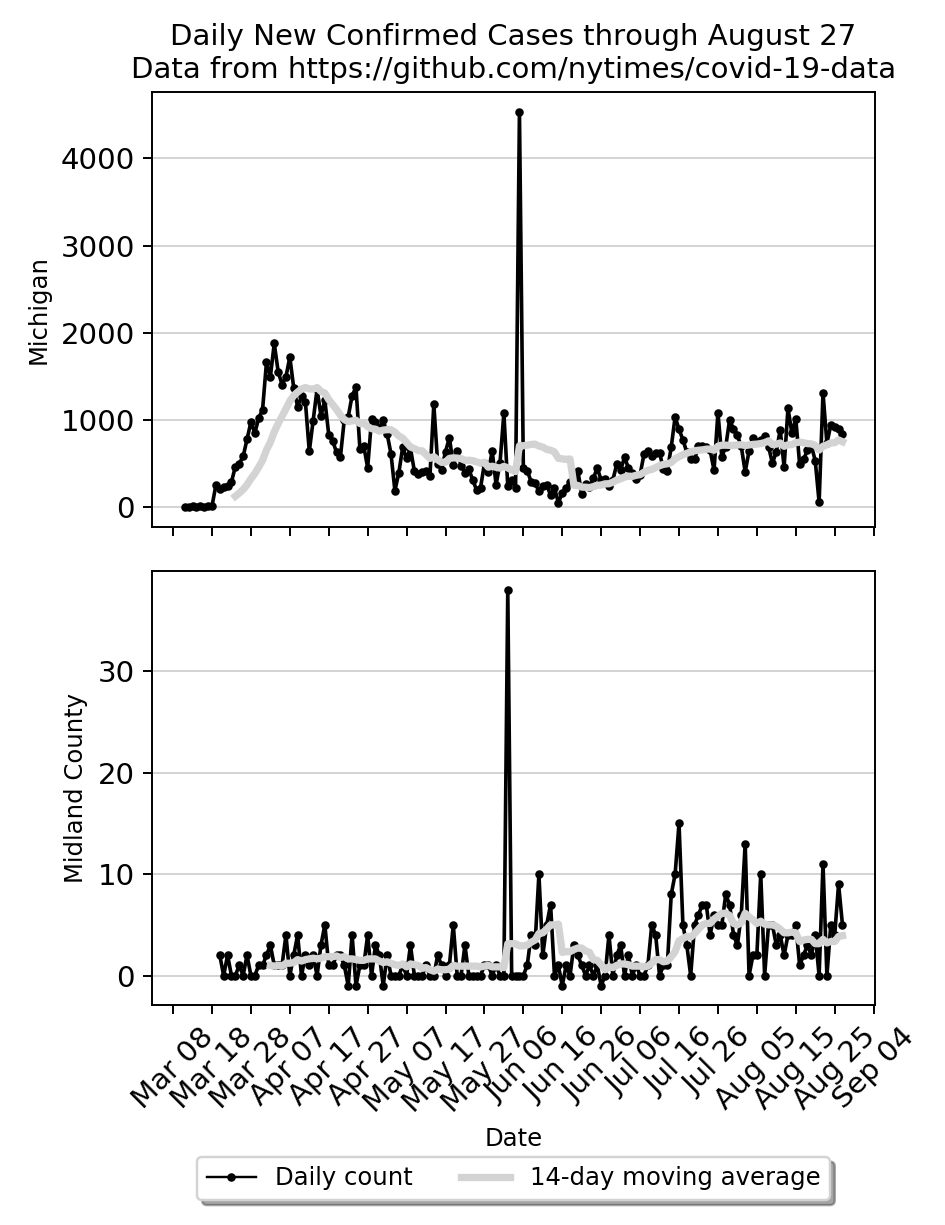 Daily New Confirmed Cases through August 27
Data from https://github.com/nytimes/covid-19-data
4000
3000
2000
1000
0
Michigan
30
20
10
0
Midland County
Mar 08
Mar 18
Mar 28
Apr 07
Apr 17
Apr 27
May 07
May 17
May 27
Jun 06
Jun 16
Jun 26
Jul 06
Jul 16
Jul 26
Aug 05
Aug 15
Aug 25
Sep 04
Date
Daily count
14-day moving average